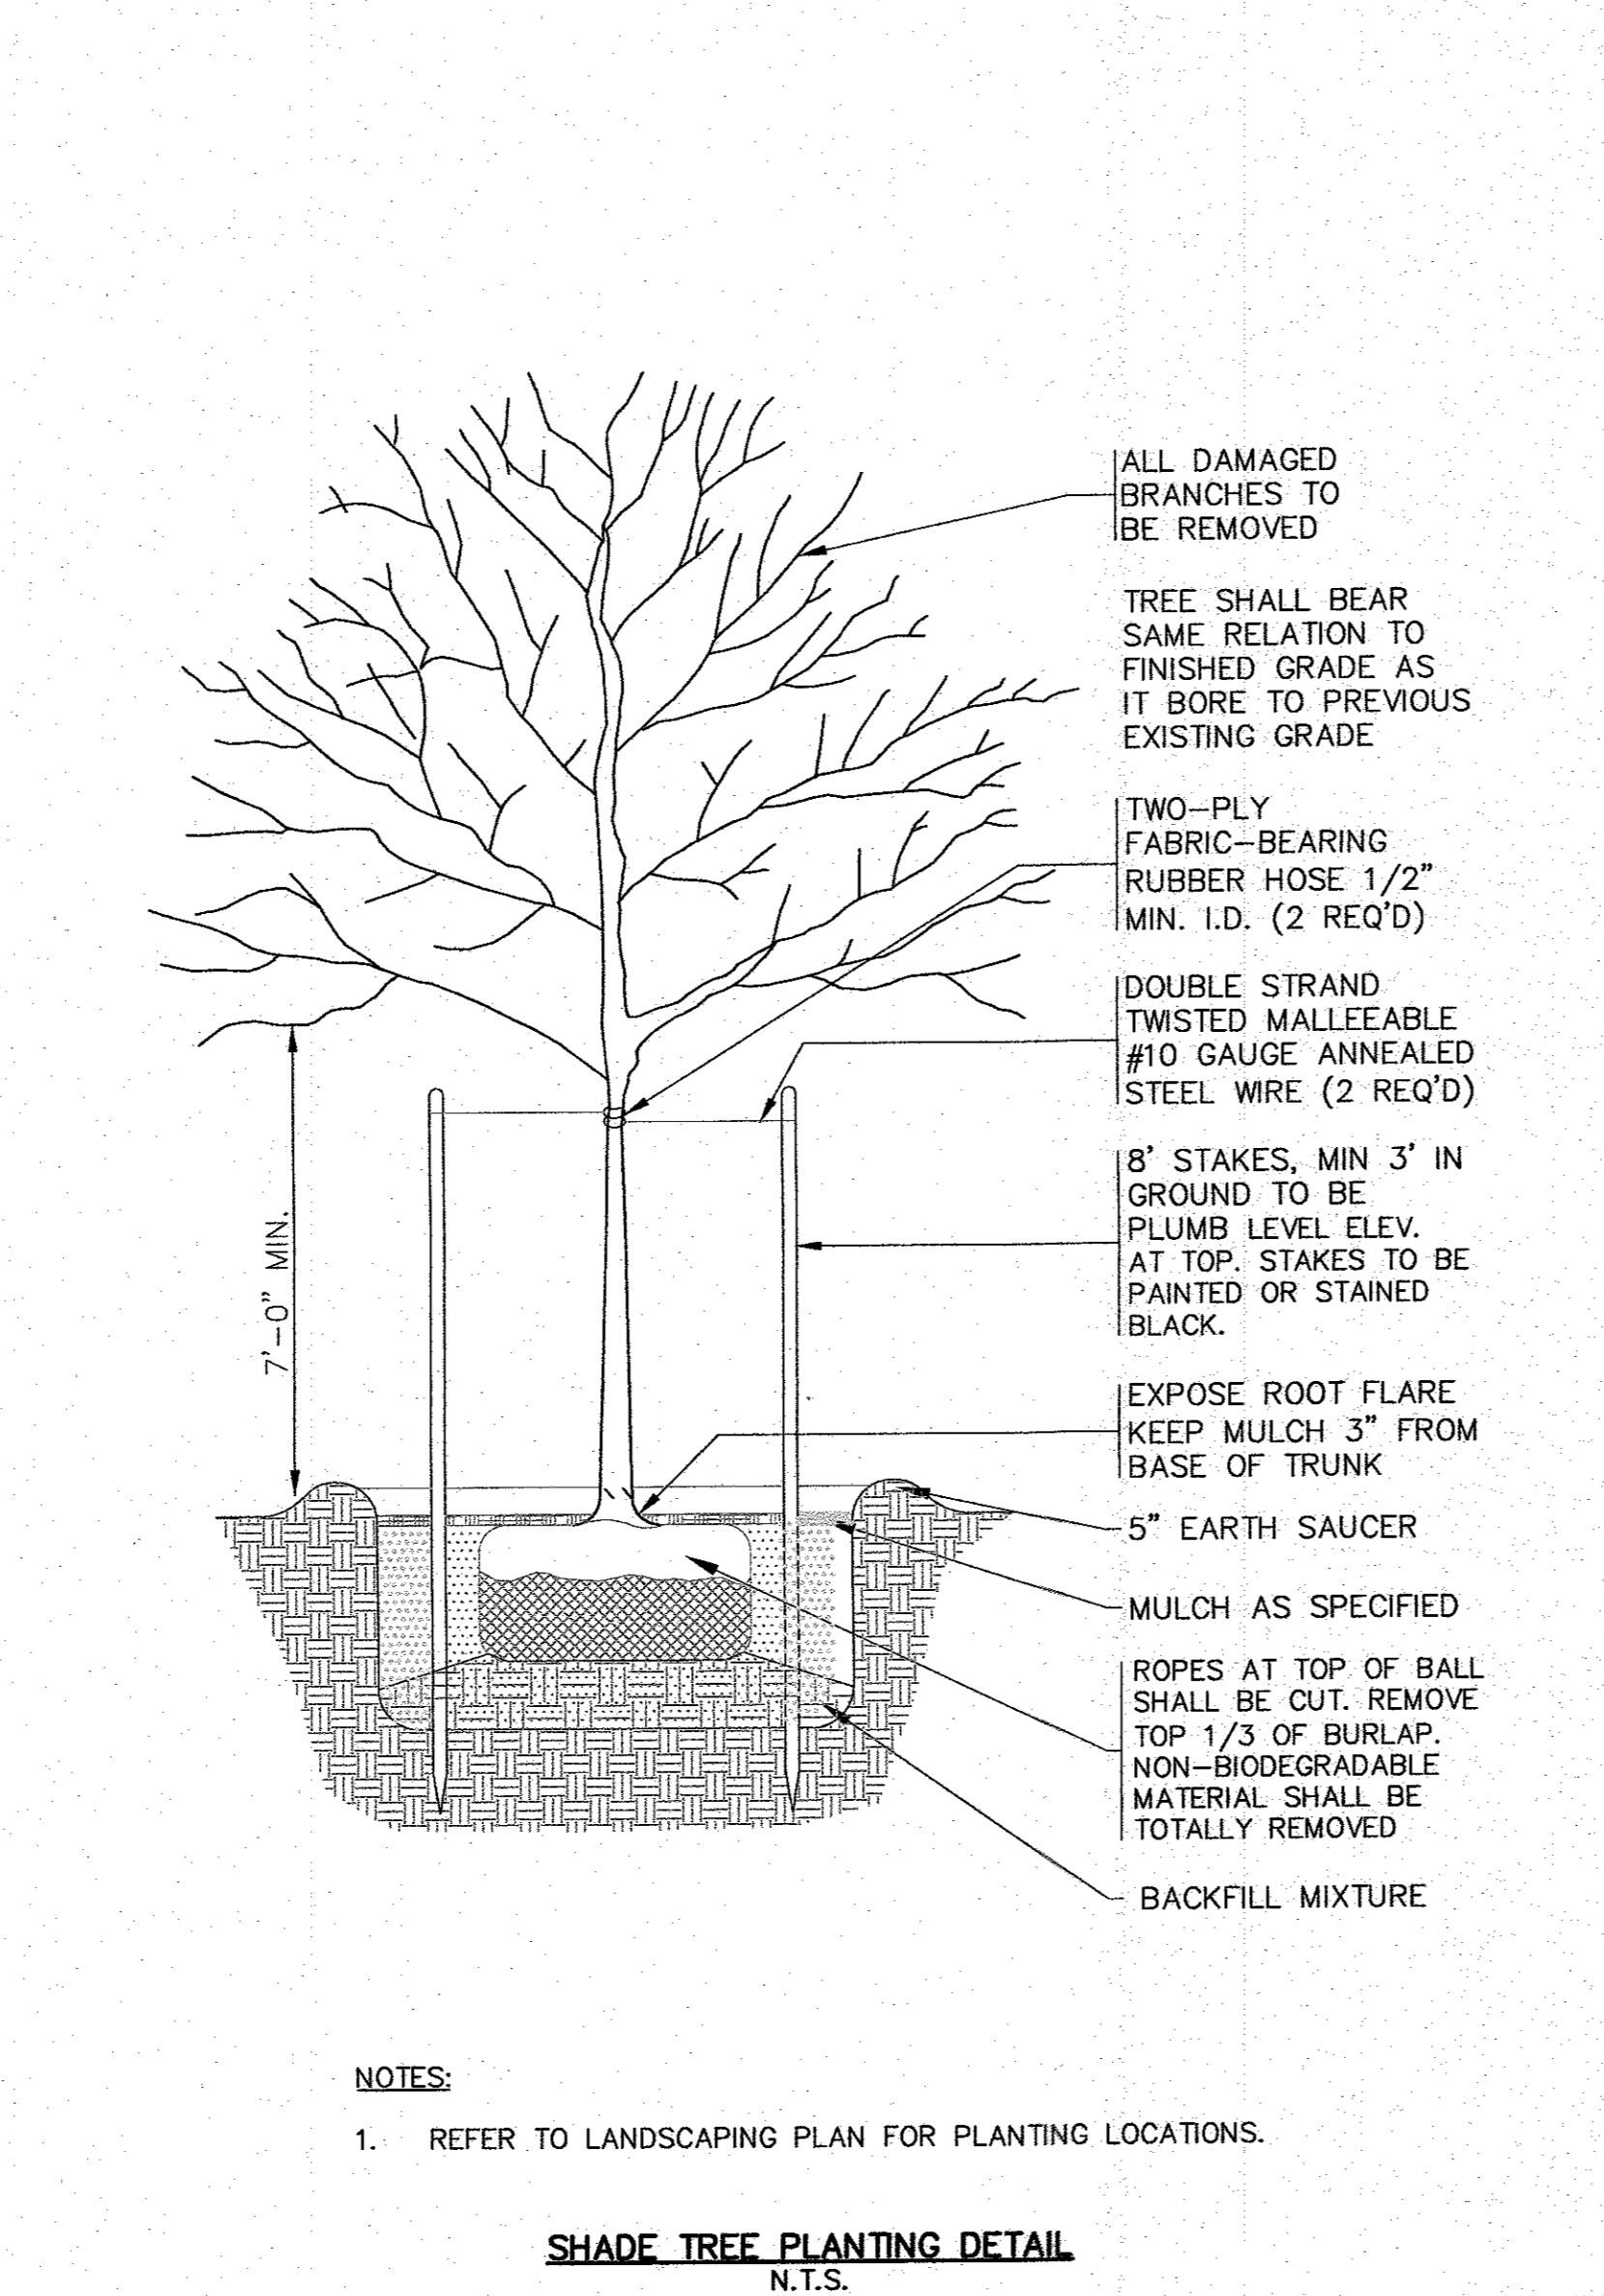 ALL DAMAGED
BRANCHES TO
BE REMOVED
TREE SHALL BEAR
SAME RELATION TO
FINISHED GRADE AS
IT BORE TO PREVIOUS
EXISTING GRADE
TWO-PLY
FABRIC-BEARING
RUBBER HOSE 1/2"
MIN. I.D. (2 REQ'D)
DOUBLE STRAND
TWISTED MALLEEABLE
#10 GAUGE ANNEALED
STEEL WIRE (2 REQ'D)
8' STAKES, MIN 3' IN
GROUND TO BE
PLUMB LEVEL ELEV.
AT TOP. STAKES TO BE
PAINTED OR STAINED
BLACK.
7'-0" MIN.
EXPOSE ROOT FLARE
KEEP MULCH 3" FROM
BASE OF TRUNK
5" EARTH SAUCER
MULCH AS SPECIFIED
ROPES AT TOP OF BALL
SHALL BE CUT. REMOVE
TOP 1/3 OF BURLAP.
NON-BIODEGRADABLE
MATERIAL SHALL BE
TOTALLY REMOVED
BACKFILL MIXTURE
NOTES:
1. REFER TO LANDSCAPING PLAN FOR PLANTING LOCATIONS.
SHADE TREE PLANTING DETAIL
N.T.S.